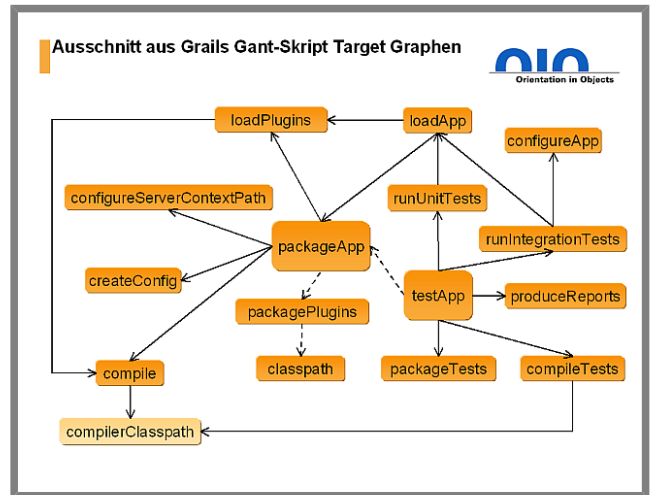 Ausschnitt aus Grails Gant-Skript Target Graphen
OIO
Orientation in Objects
loadPlugins
loadApp
configureApp
configureServerContextPath
runUnitTests
packageApp
runIntegrationTests
createConfig
testApp
produceReports
packagePlugins
compile
classpath
packageTests
compileTests
compilerClasspath